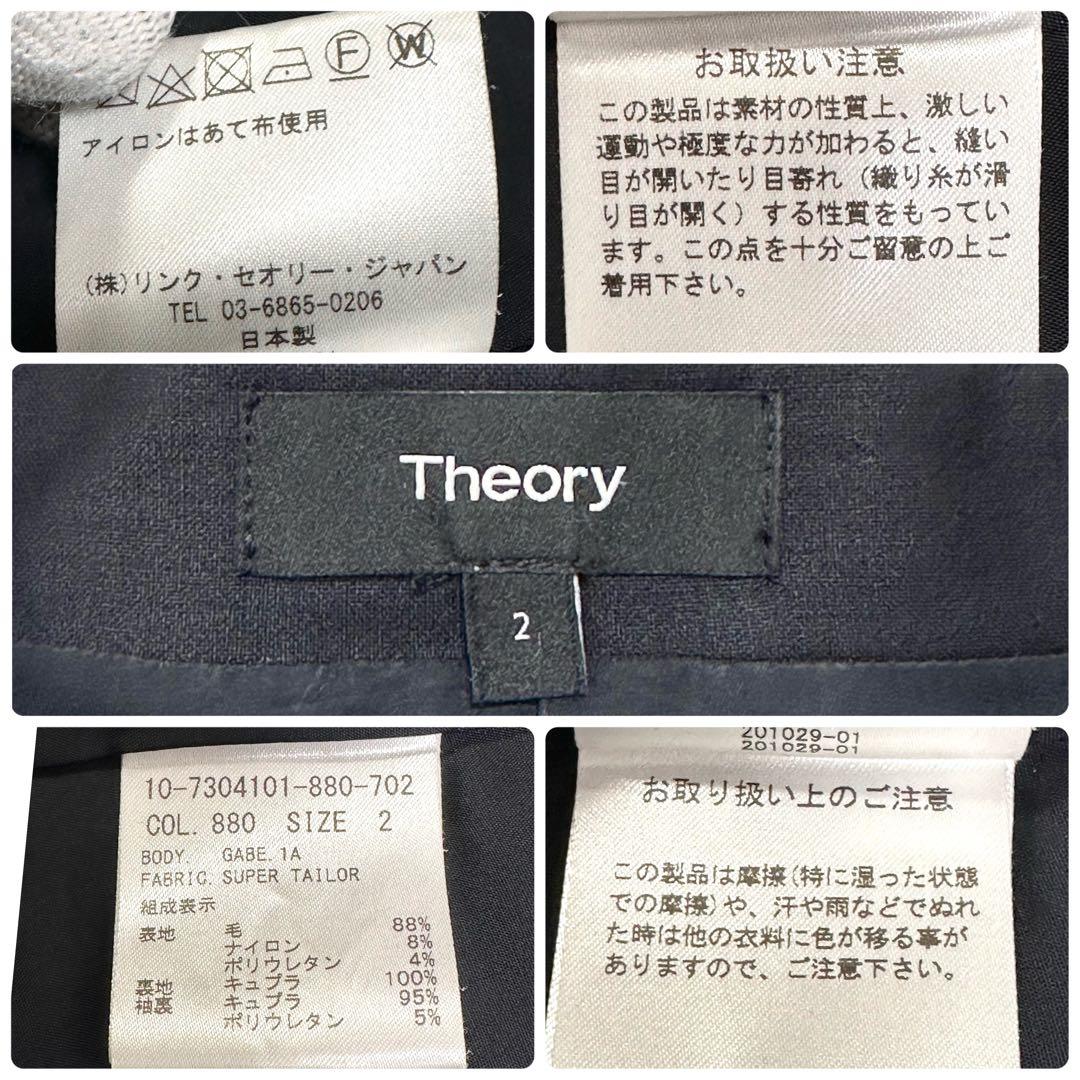 F W
アイロンはあて布使用
(株)リンク・セオリー・ジャパン
TEL 03-6865-0206
日本製
お取扱い注意
この製品は素材の性質上、激しい
運動や極度な力が加わると、縫い
目が開いたり目寄れ（織り糸が滑
り目が開く）する性質をもってい
ます。この点を十分ご留意の上ご
着用下さい。
Theory
2
10-7304101-880-702
COL. 880 SIZE 2
BODY. GABE.1A
FABRIC. SUPER TAILOR
組成表示
表地 毛 88%
ナイロン 8%
ポリウレタン 4%
裏地 キュプラ 100%
袖裏 キュプラ 95%
ポリウレタン 5%
201029-01
201029-01
お取り扱い上のご注意
この製品は摩擦(特に湿った状態
での摩擦)や、汗や雨などでぬれ
た時は他の衣料に色が移る事が
ありますので、ご注意下さい。